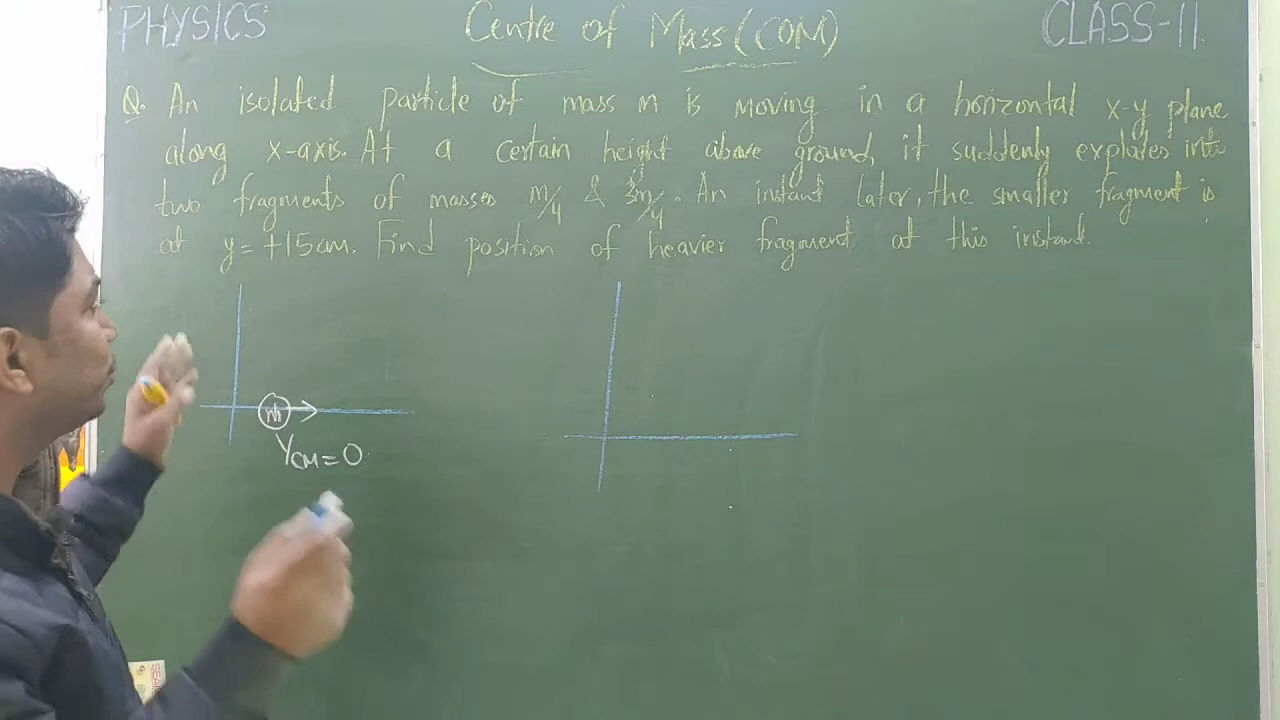 PHYSICS
Centre of Mass (COM)
CLASS-11.
Q. An isolated particle of mass m is moving in a horizontal x-y plane
along x-axis. At a certain height above ground, it suddenly explodes into
two fragments of masses m/4 & 3m/4. An instant later, the smaller fragment is
at y=+15cm. Find position of heavier fragment at this instant.
m
YCM=0